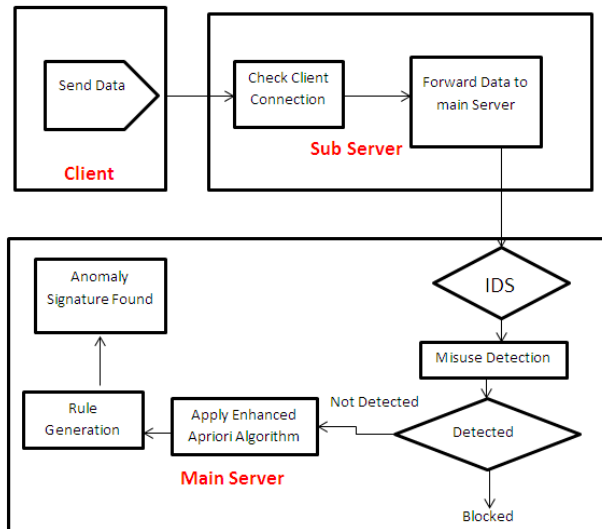 Send Data
Client
Check Client
Connection
Forward Data to
main Server
Sub Server
IDS
Misuse Detection
Detected
Blocked
Not Detected
Apply Enhanced
Apriori Algorithm
Rule
Generation
Anomaly
Signature Found
Main Server